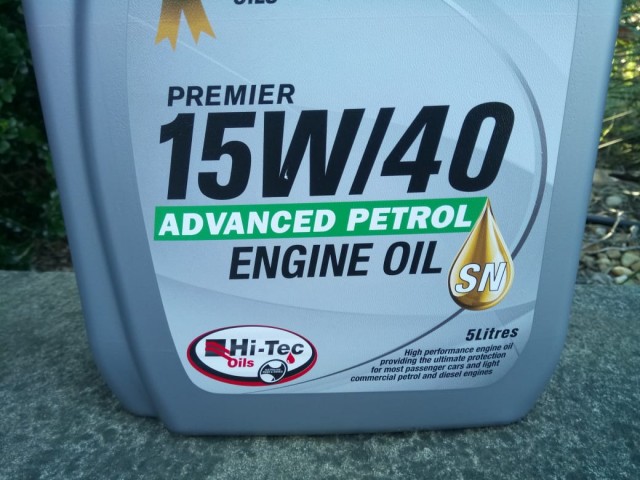 OILS
PREMIER
15W/40
ADVANCED PETROL
ENGINE OIL
SN
5Litres
Hi-Tec
Oils
High performance engine oil
providing the ultimate protection
for most passenger cars and light
commercial petrol and diesel engines